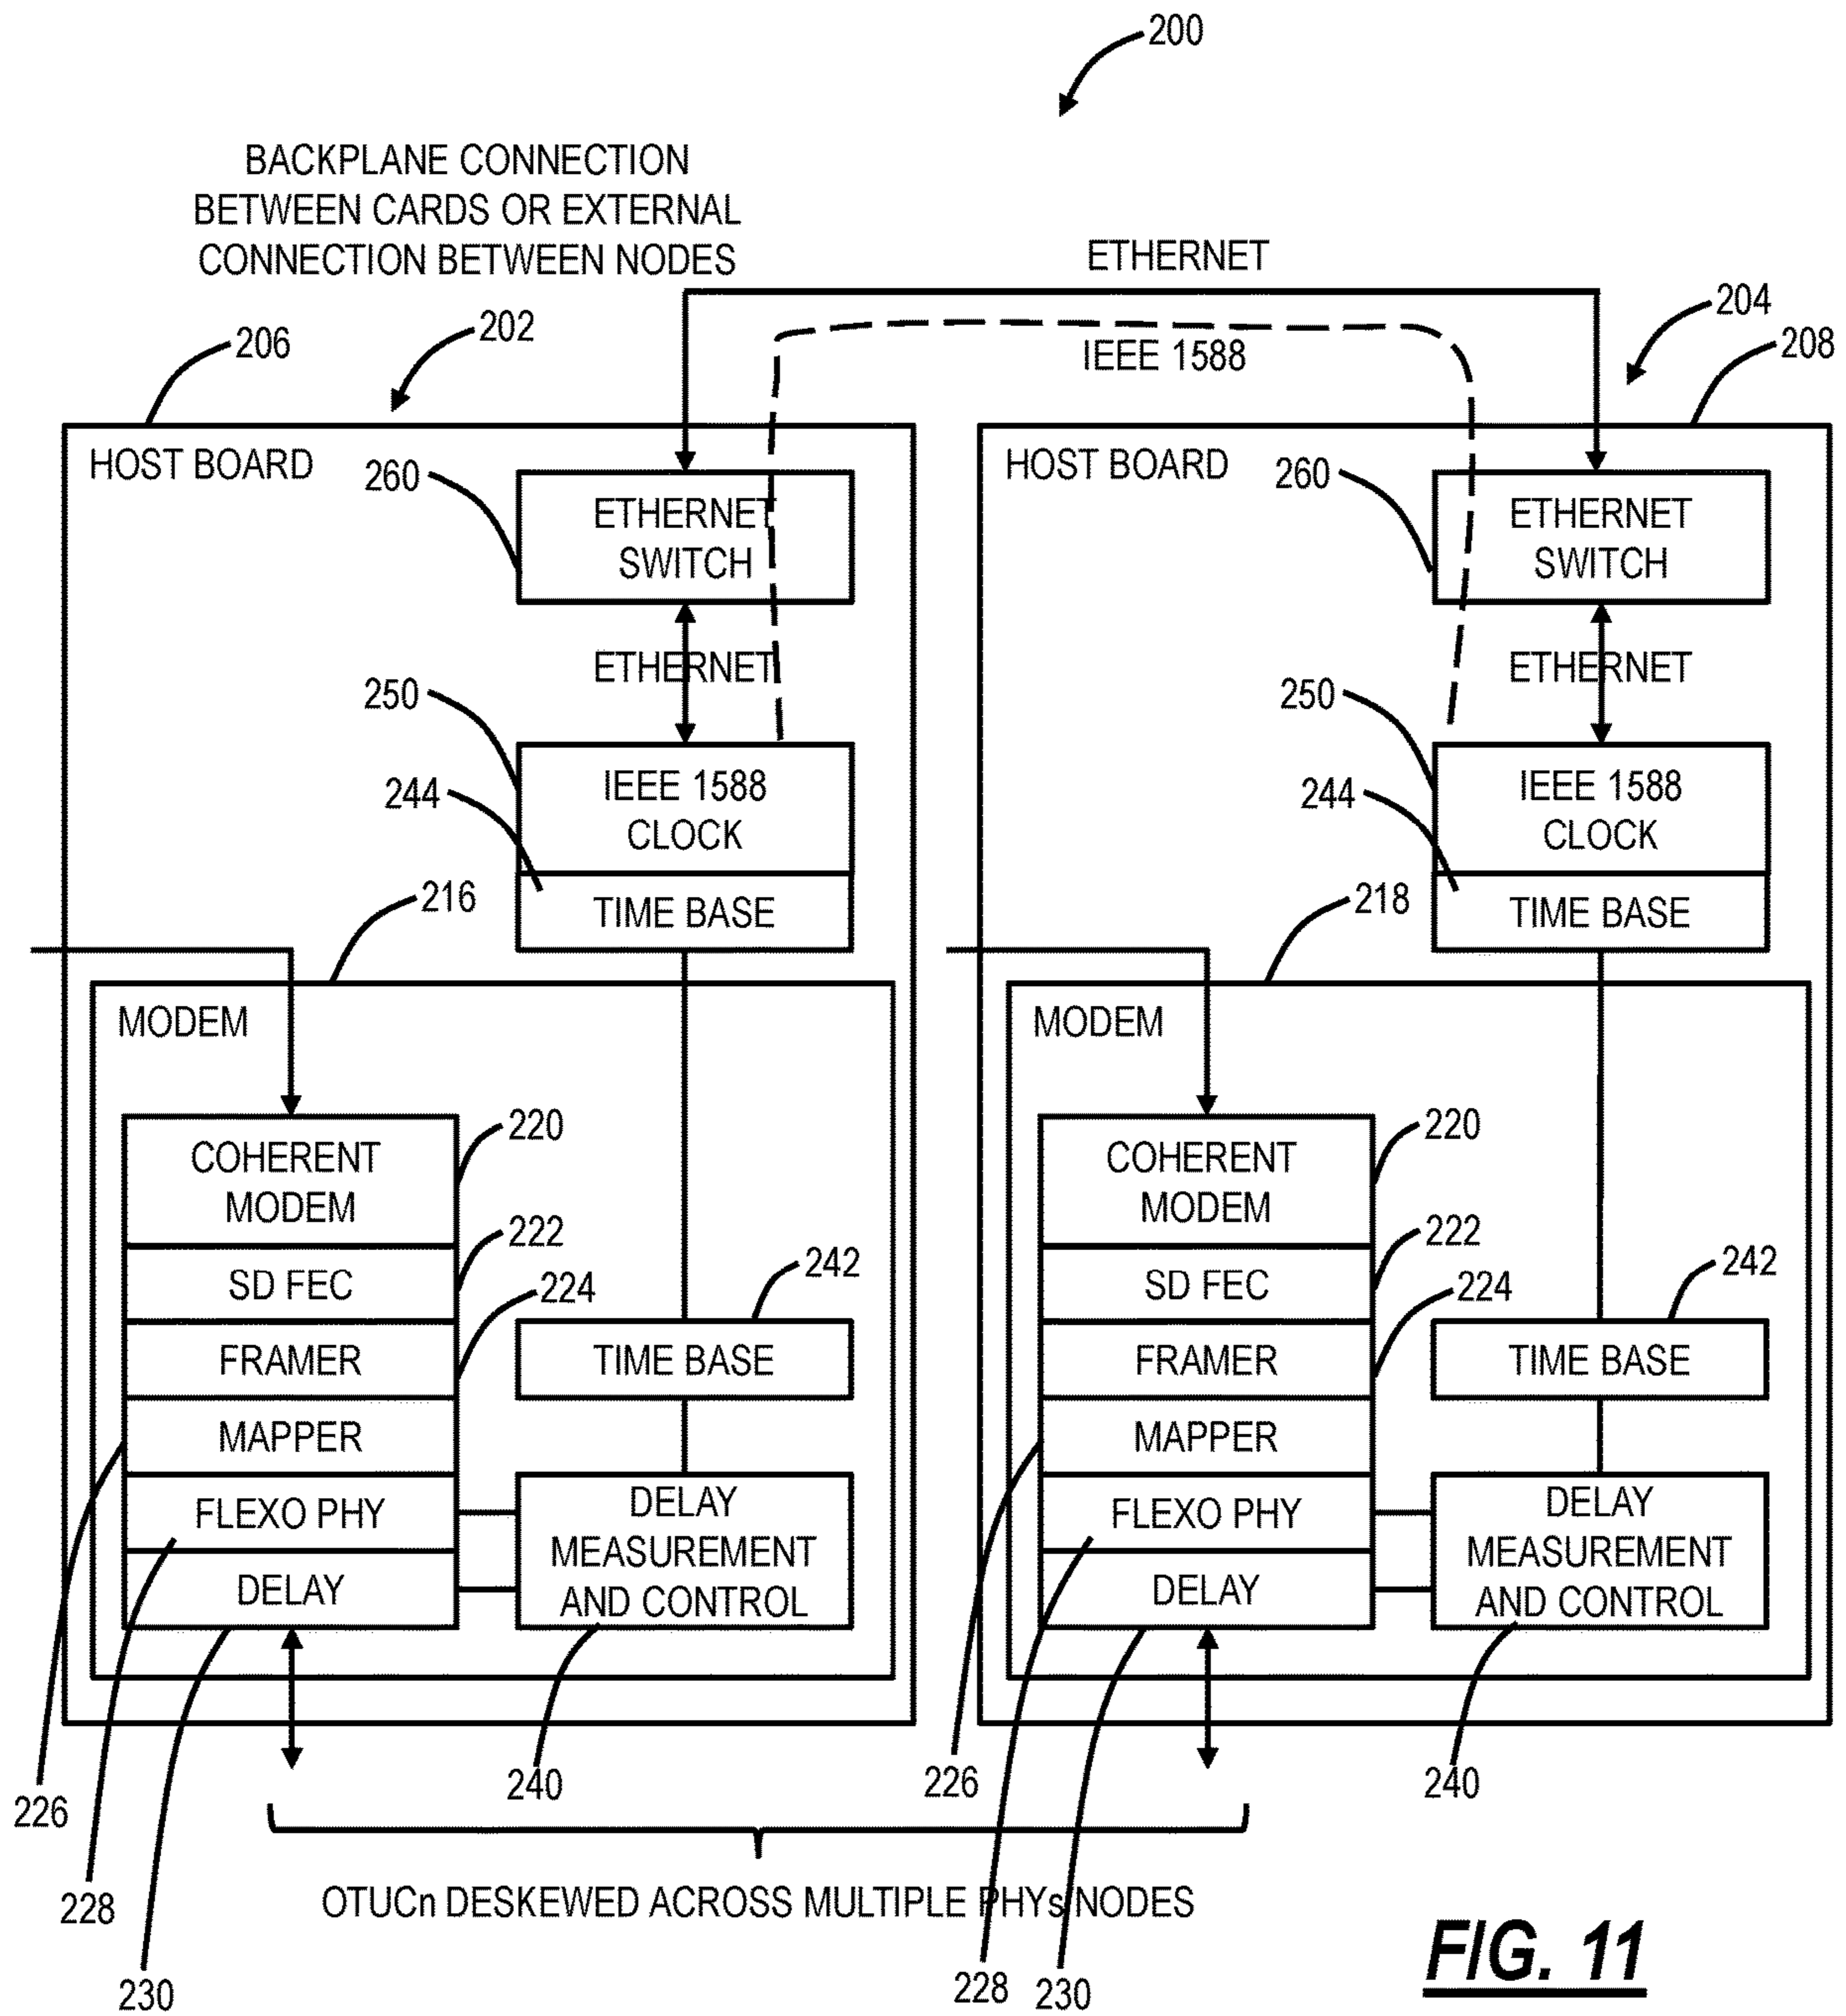 200
BACKPLANE CONNECTION
BETWEEN CARDS OR EXTERNAL
CONNECTION BETWEEN NODES
ETHERNET
206
202
IEEE 1588
204
208
HOST BOARD
260
ETHERNET
SWITCH
ETHERNET
250
244
IEEE 1588
CLOCK
TIME BASE
216
MODEM
COHERENT
MODEM
220
SD FEC
222
FRAMER
224
MAPPER
FLEXO PHY
DELAY
242
TIME BASE
DELAY
MEASUREMENT
AND CONTROL
226
228
230
240
HOST BOARD
260
ETHERNET
SWITCH
ETHERNET
250
244
IEEE 1588
CLOCK
TIME BASE
218
MODEM
COHERENT
MODEM
220
SD FEC
222
FRAMER
224
MAPPER
FLEXO PHY
DELAY
242
TIME BASE
DELAY
MEASUREMENT
AND CONTROL
226
228
230
240
OTUCn DESKEWED ACROSS MULTIPLE PHYs/NODES
FIG. 11